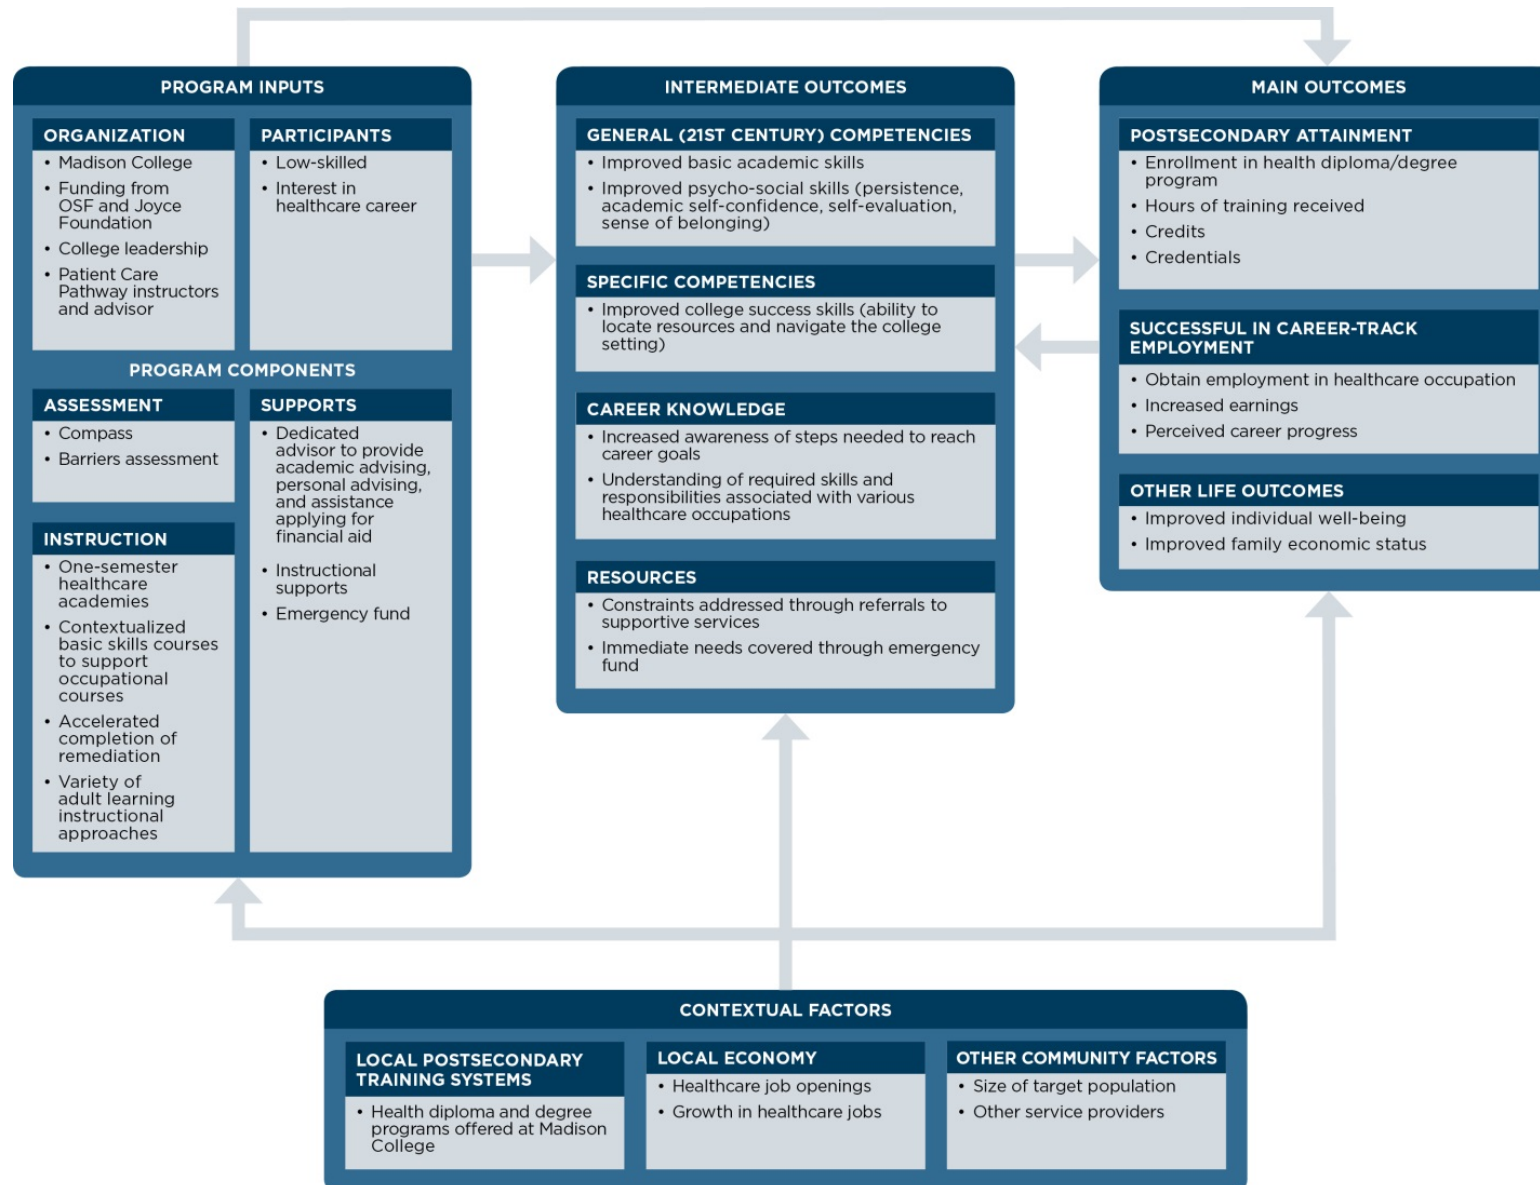 PROGRAM INPUTS
ORGANIZATION
• Madison College
• Funding from
OSF and Joyce
Foundation
• College leadership
• Patient Care
Pathway instructors
and advisor
PARTICIPANTS
• Low-skilled
• Interest in
healthcare career
PROGRAM COMPONENTS
ASSESSMENT
• Compass
• Barriers assessment
INSTRUCTION
• One-semester
healthcare
academies
• Contextualized
basic skills courses
to support
occupational
courses
• Accelerated
completion of
remediation
• Variety of
adult learning
instructional
approaches
SUPPORTS
• Dedicated
advisor to provide
academic advising,
personal advising,
and assistance
applying for
financial aid
• Instructional
supports
• Emergency fund
INTERMEDIATE OUTCOMES
GENERAL (21ST CENTURY) COMPETENCIES
• Improved basic academic skills
• Improved psycho-social skills (persistence,
academic self-confidence, self-evaluation,
sense of belonging)
SPECIFIC COMPETENCIES
• Improved college success skills (ability to
locate resources and navigate the college
setting)
CAREER KNOWLEDGE
• Increased awareness of steps needed to reach
career goals
• Understanding of required skills and
responsibilities associated with various
healthcare occupations
RESOURCES
• Constraints addressed through referrals to
supportive services
• Immediate needs covered through emergency
fund
MAIN OUTCOMES
POSTSECONDARY ATTAINMENT
• Enrollment in health diploma/degree
program
• Hours of training received
• Credits
• Credentials
SUCCESSFUL IN CAREER-TRACK
EMPLOYMENT
• Obtain employment in healthcare occupation
• Increased earnings
• Perceived career progress
OTHER LIFE OUTCOMES
• Improved individual well-being
• Improved family economic status
CONTEXTUAL FACTORS
LOCAL POSTSECONDARY
TRAINING SYSTEMS
• Health diploma and degree
programs offered at Madison
College
LOCAL ECONOMY
• Healthcare job openings
• Growth in healthcare jobs
OTHER COMMUNITY FACTORS
• Size of target population
• Other service providers